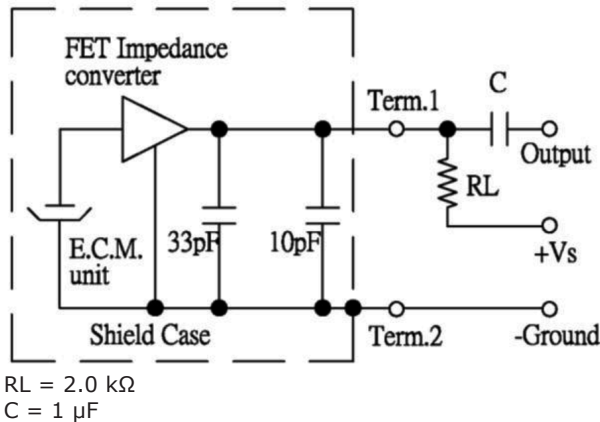 FET Impedance
converter
Term.1
C
Output
RL
+Vs
E.C.M.
unit
33pF
10pF
Shield Case
Term.2
-Ground
RL = 2.0 kΩ
C = 1 μF